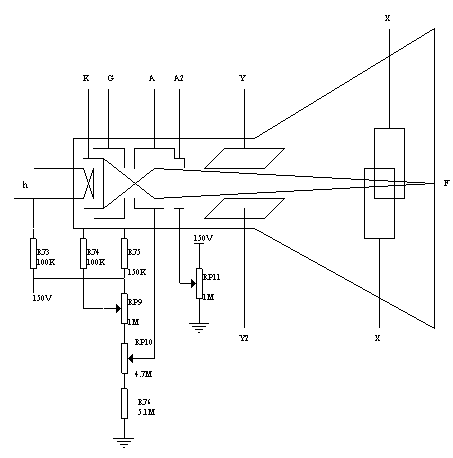 X
K G A A2 Y
F
h
150V
R73
100K
R74
100K
R75
150K
RP11
1M
150V
RP9
1M
Y2
X
RP10
4.7M
R76
5.1M